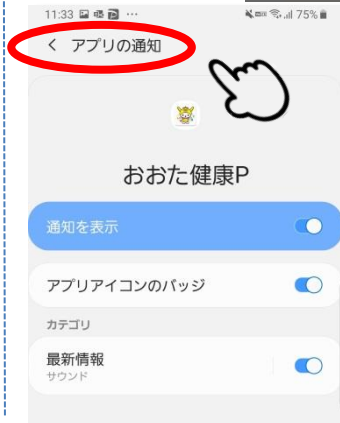 11:33 … 75%
< アプリの通知
おおた健康P
通知を表示
アプリアイコンのバッジ
カテゴリ
最新情報
サウンド